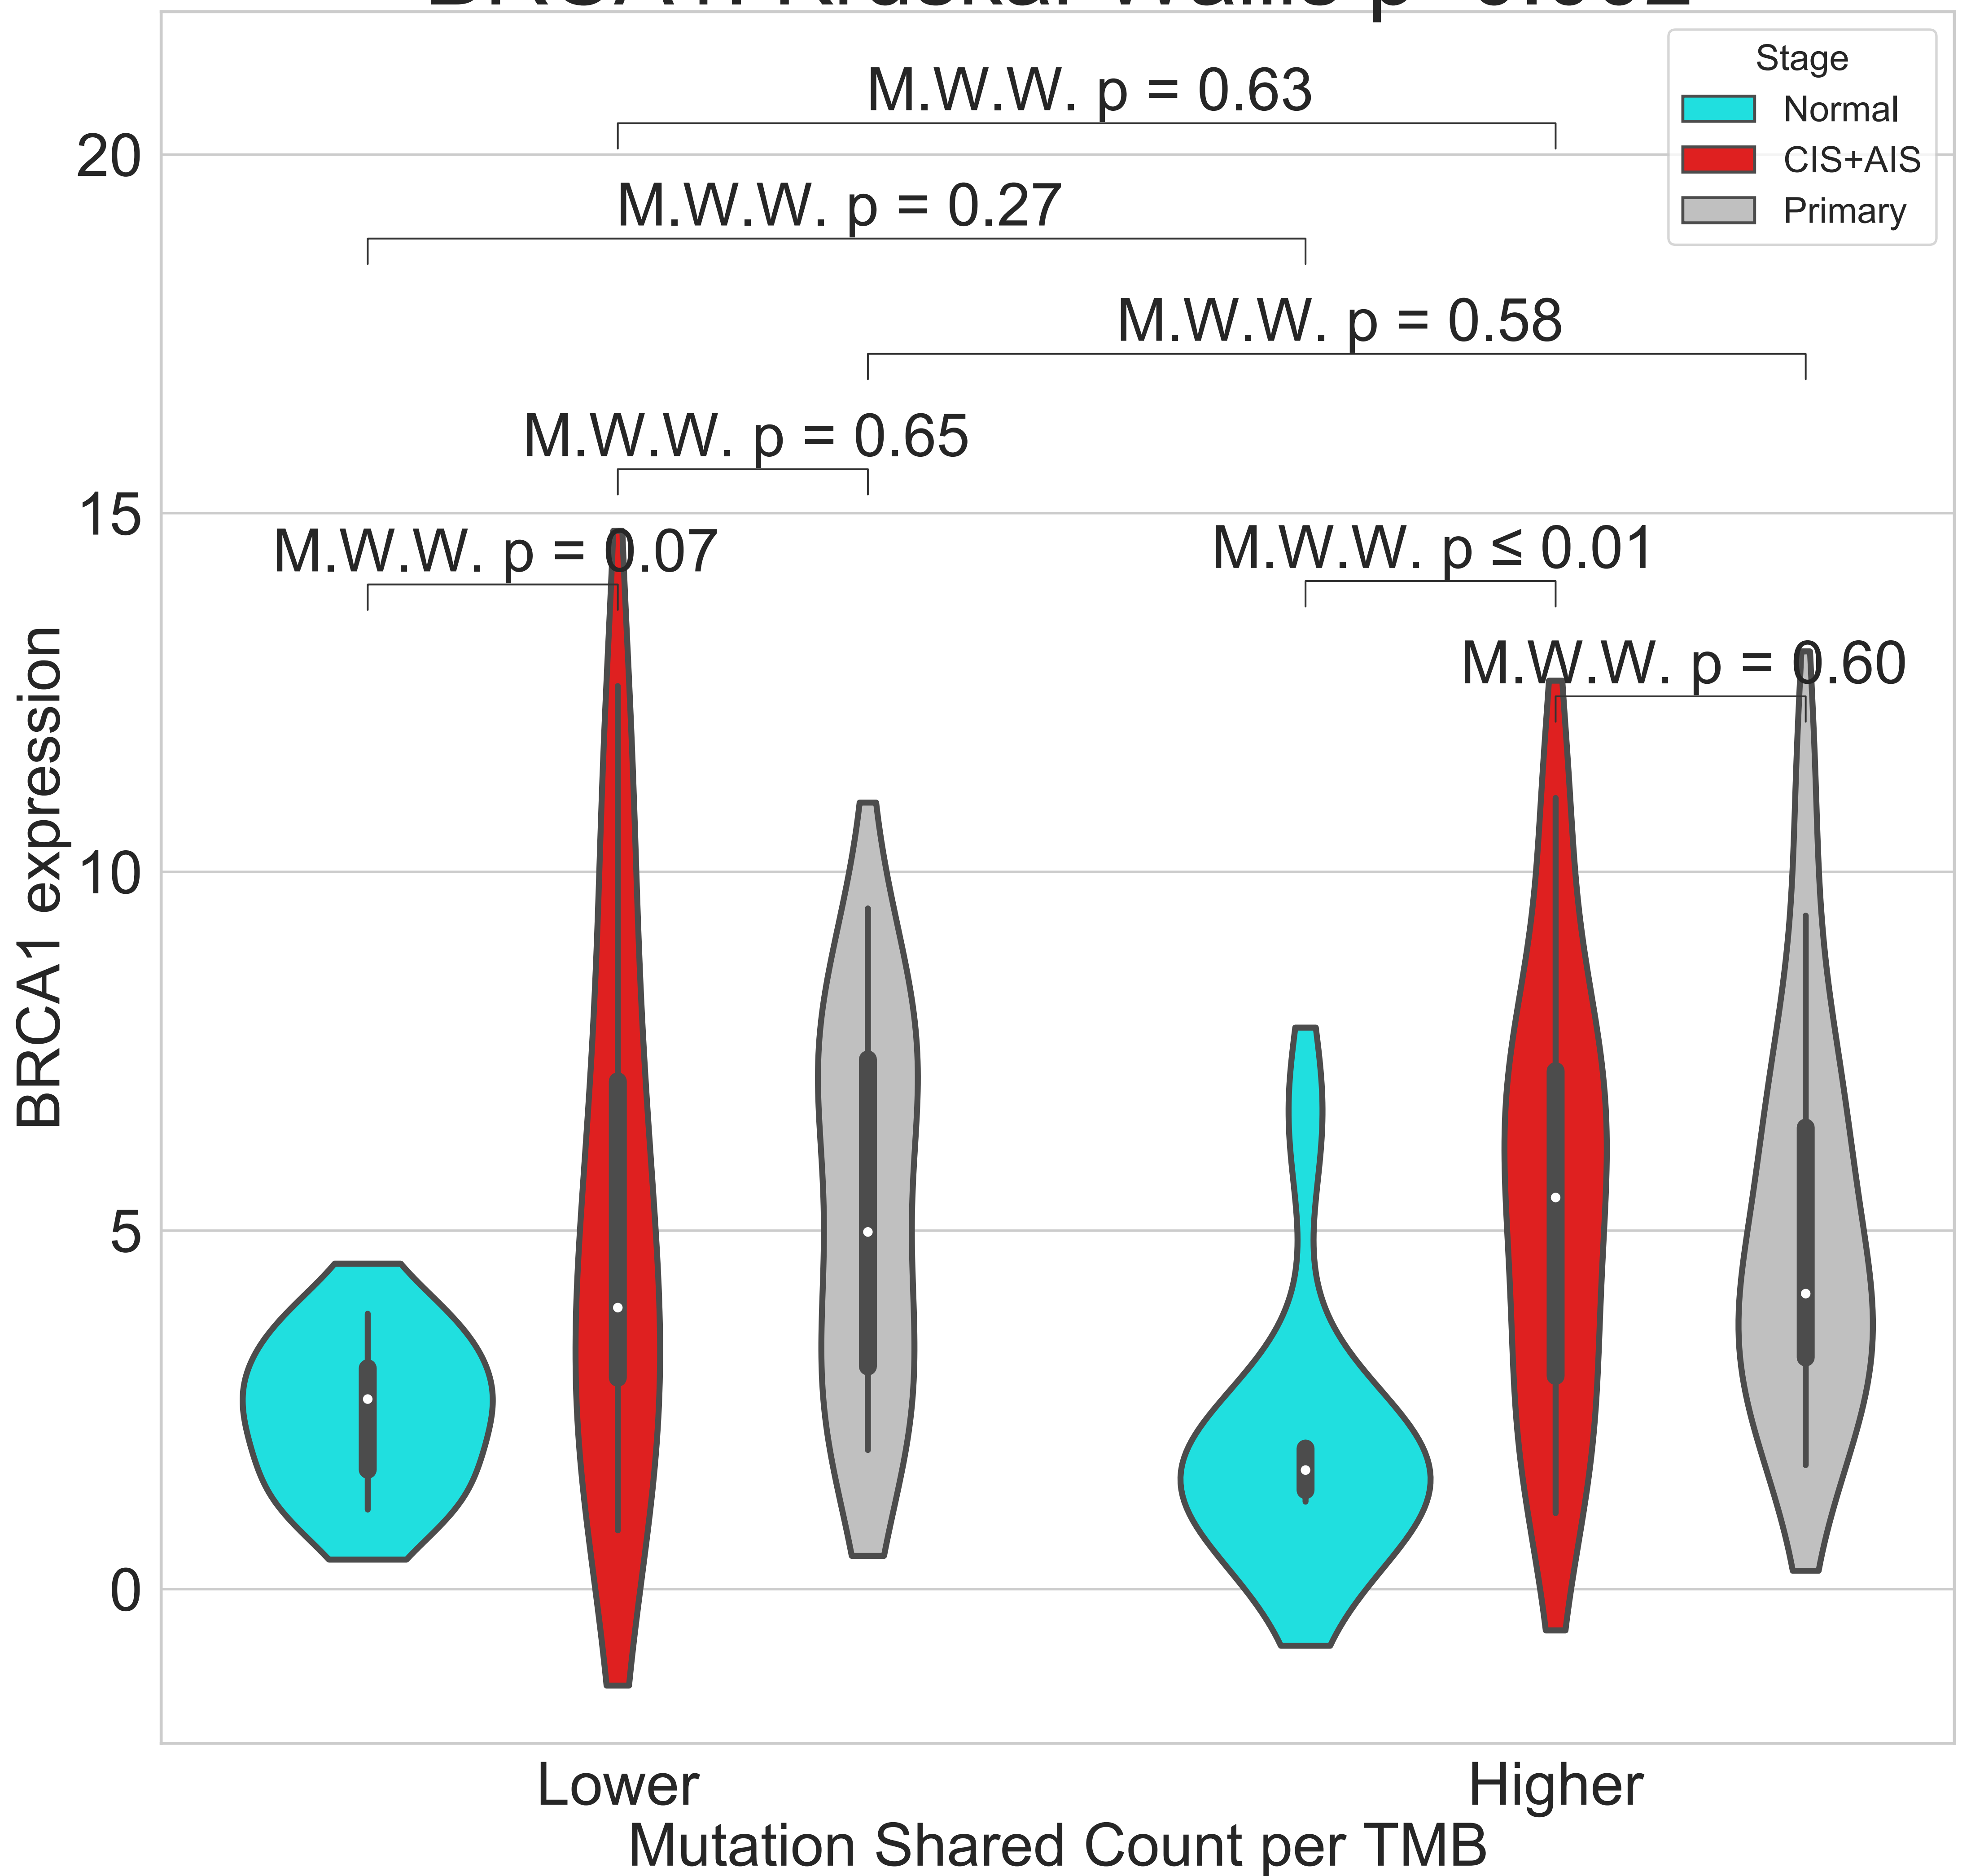 Stage
Normal
CIS+AIS
Primary
M.W.W. p = 0.63
M.W.W. p = 0.27
M.W.W. p = 0.58
M.W.W. p = 0.65
M.W.W. p = 0.07
M.W.W. p ≤ 0.01
M.W.W. p = 0.60
20
15
10
5
0
BRCA1 expression
Lower
Higher
Mutation Shared Count per TMB